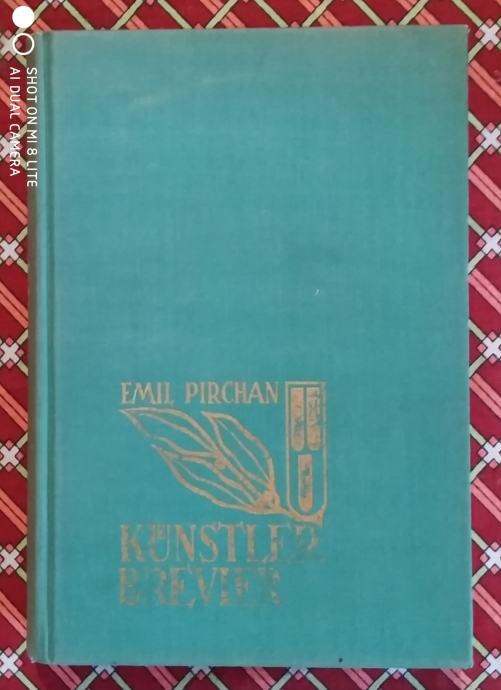 SHOT ON MI 8 LITE
AI DUAL CAMERA
EMIL PIRCHAN
KÜNSTLER
BREVIER